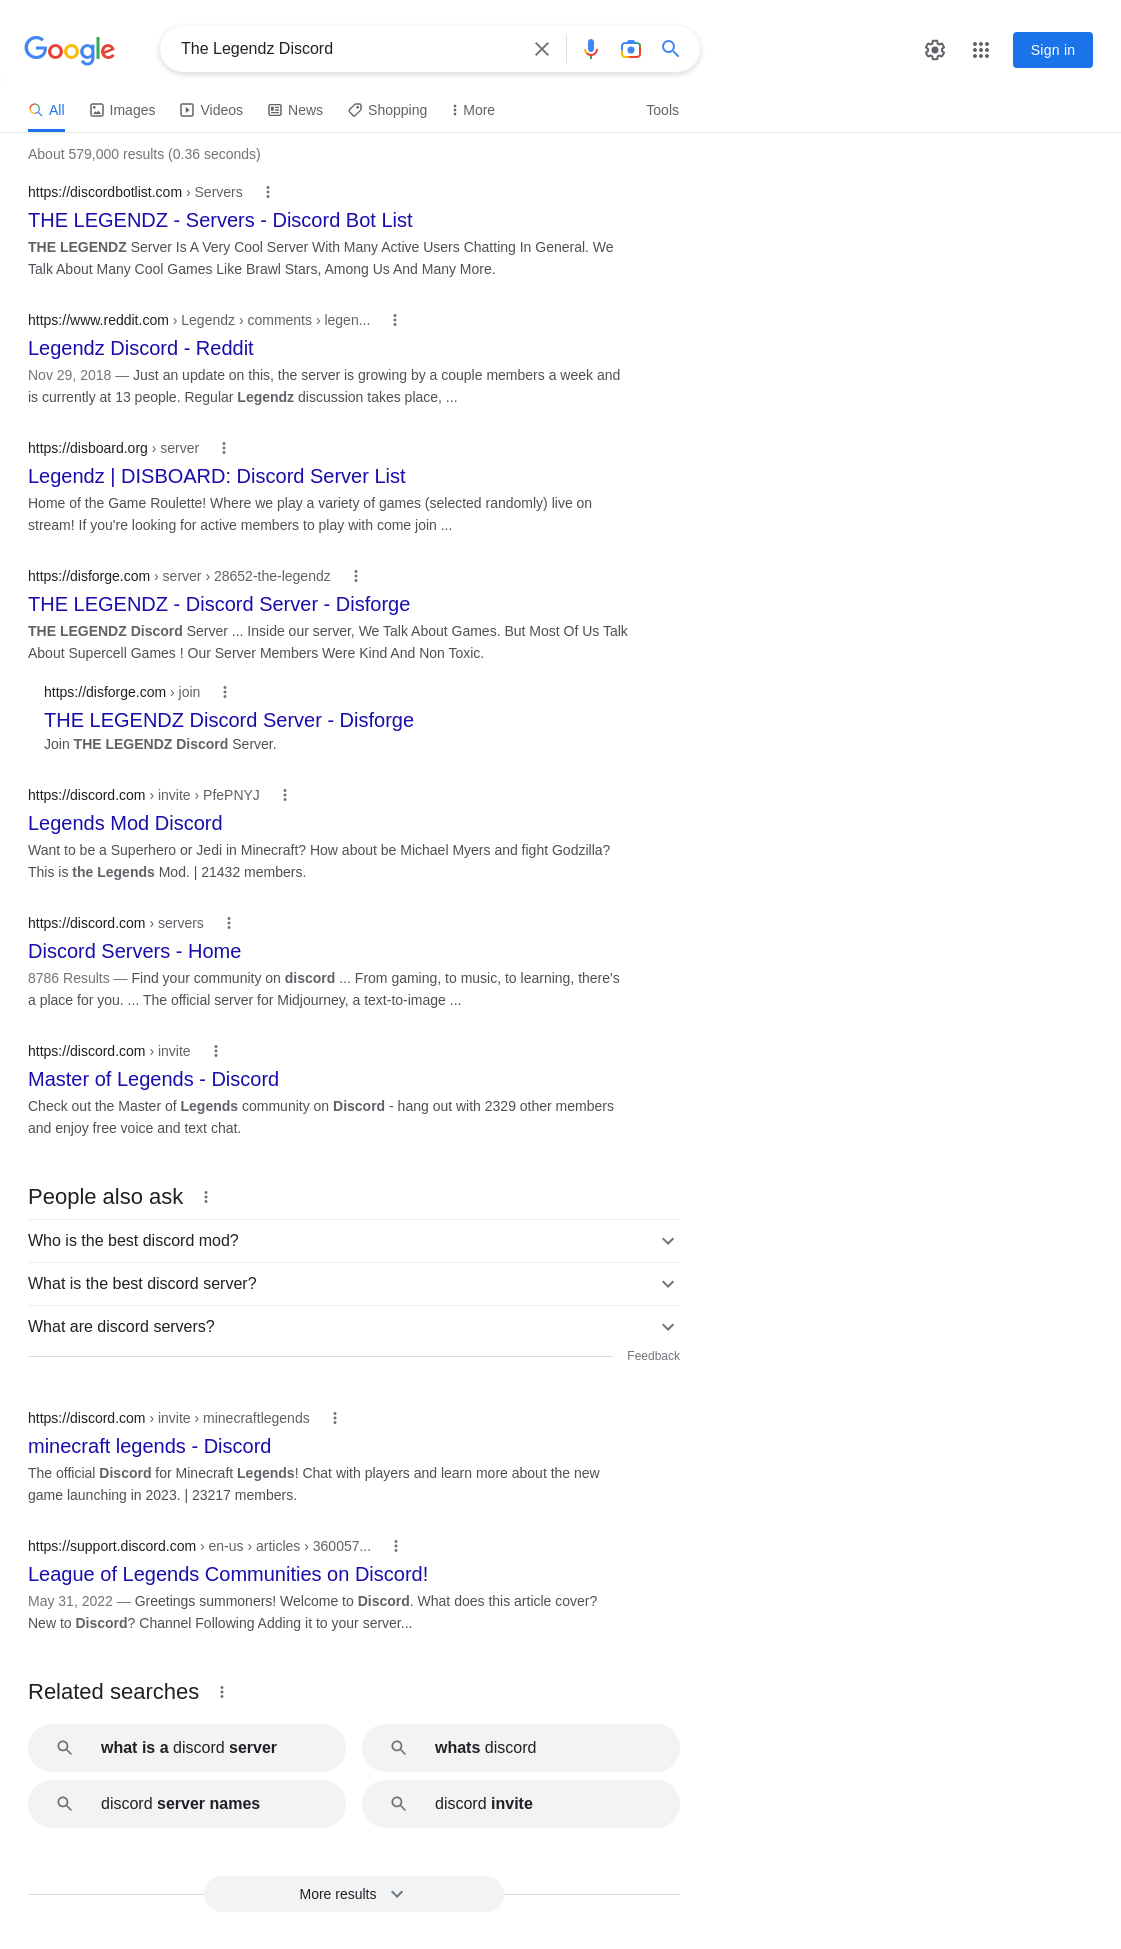 Google
The Legendz Discord
Sign in
All
Images
Videos
News
Shopping
More
Tools
About 579,000 results (0.36 seconds)
https://discordbotlist.com › Servers
THE LEGENDZ - Servers - Discord Bot List
THE LEGENDZ Server Is A Very Cool Server With Many Active Users Chatting In General. We
Talk About Many Cool Games Like Brawl Stars, Among Us And Many More.
https://www.reddit.com › Legendz › comments › legen...
Legendz Discord - Reddit
Nov 29, 2018 — Just an update on this, the server is growing by a couple members a week and
is currently at 13 people. Regular Legendz discussion takes place, ...
https://disboard.org › server
Legendz | DISBOARD: Discord Server List
Home of the Game Roulette! Where we play a variety of games (selected randomly) live on
stream! If you're looking for active members to play with come join ...
https://disforge.com › server › 28652-the-legendz
THE LEGENDZ - Discord Server - Disforge
THE LEGENDZ Discord Server ... Inside our server, We Talk About Games. But Most Of Us Talk
About Supercell Games ! Our Server Members Were Kind And Non Toxic.
https://disforge.com › join
THE LEGENDZ Discord Server - Disforge
Join THE LEGENDZ Discord Server.
https://discord.com › invite › PfePNYJ
Legends Mod Discord
Want to be a Superhero or Jedi in Minecraft? How about be Michael Myers and fight Godzilla?
This is the Legends Mod. | 21432 members.
https://discord.com › servers
Discord Servers - Home
8786 Results — Find your community on discord ... From gaming, to music, to learning, there's
a place for you. ... The official server for Midjourney, a text-to-image ...
https://discord.com › invite
Master of Legends - Discord
Check out the Master of Legends community on Discord - hang out with 2329 other members
and enjoy free voice and text chat.
People also ask
Who is the best discord mod?
What is the best discord server?
What are discord servers?
Feedback
https://discord.com › invite › minecraftlegends
minecraft legends - Discord
The official Discord for Minecraft Legends! Chat with players and learn more about the new
game launching in 2023. | 23217 members.
https://support.discord.com › en-us › articles › 360057...
League of Legends Communities on Discord!
May 31, 2022 — Greetings summoners! Welcome to Discord. What does this article cover?
New to Discord? Channel Following Adding it to your server...
Related searches
what is a discord server
whats discord
discord server names
discord invite
More results